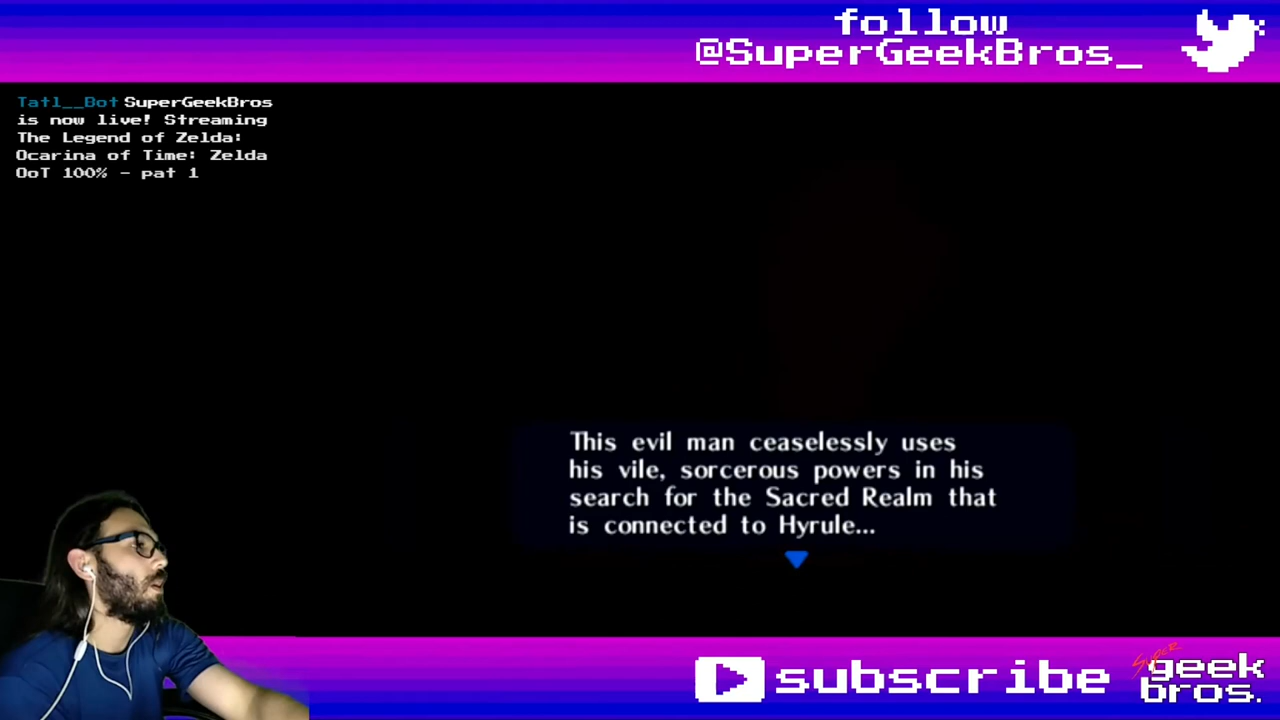 follow
@SuperGeekBros_
Tatl__Bot SuperGeekBros
is now live! Streaming
The Legend of Zelda:
Ocarina of Time: Zelda
OoT 100% - pat 1
This evil man ceaselessly uses
his vile, sorcerous powers in his
search for the Sacred Realm that
is connected to Hyrule...
subscribe
Super
geek
bros.